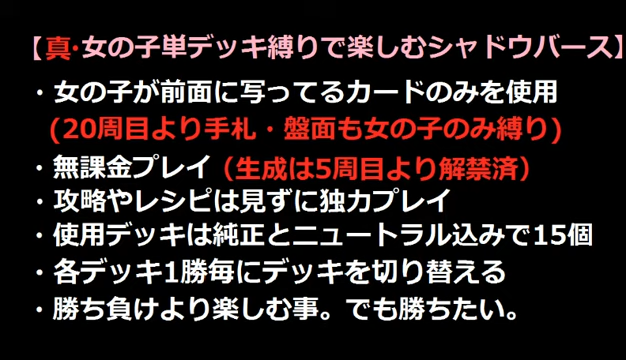 【真・女の子単デッキ縛りで楽しむシャドウバース】
・女の子が前面に写ってるカードのみを使用
(20周目より手札・盤面も女の子のみ縛り)
・無課金プレイ（生成は5周目より解禁済）
・攻略やレシピは見ずに独力プレイ
・使用デッキは純正とニュートラル込みで15個
・各デッキ1勝毎にデッキを切り替える
・勝ち負けより楽しむ事。でも勝ちたい。